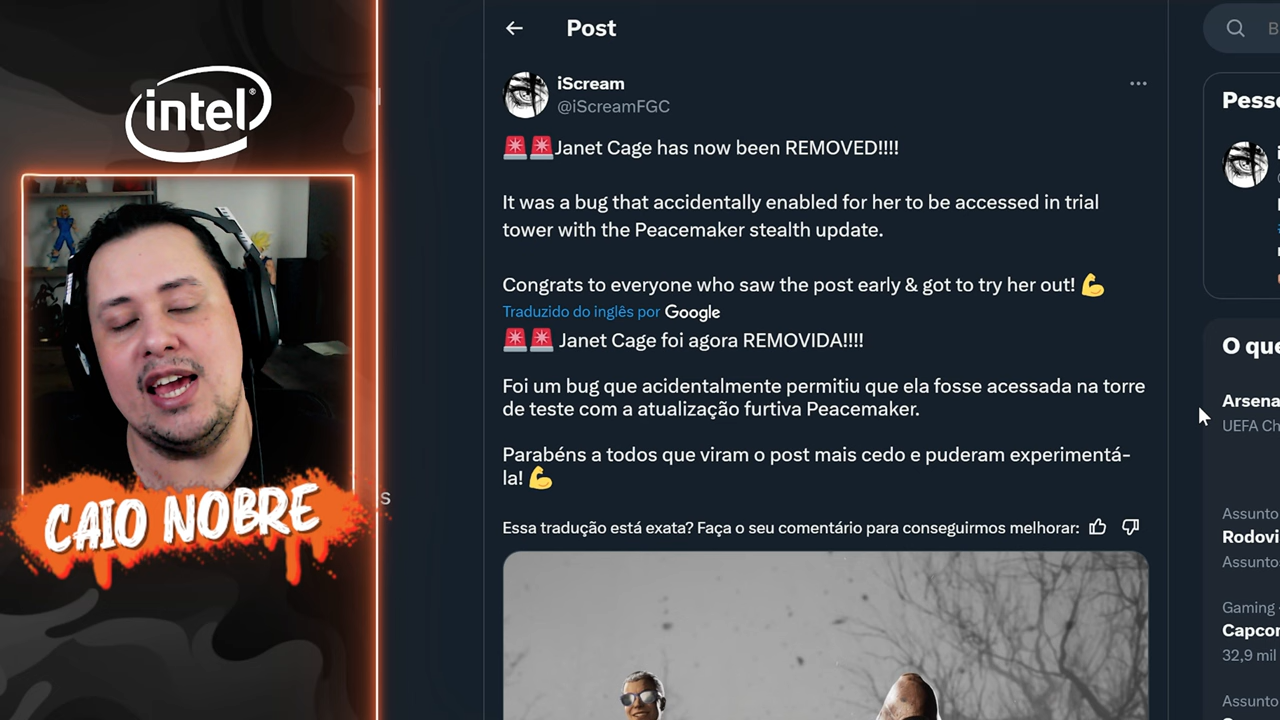 intel
CAIO NOBRE
s
Post
iScream
@iScreamFGC
🚨🚨Janet Cage has now been REMOVED!!!!
It was a bug that accidentally enabled for her to be accessed in trial
tower with the Peacemaker stealth update.
Congrats to everyone who saw the post early & got to try her out! 💪
Traduzido do inglês por Google
🚨🚨 Janet Cage foi agora REMOVIDA!!!!
Foi um bug que acidentalmente permitiu que ela fosse acessada na torre
de teste com a atualização furtiva Peacemaker.
Parabéns a todos que viram o post mais cedo e puderam experimentá-
la! 💪
Essa tradução está exata? Faça o seu comentário para conseguirmos melhorar:
B
Pesso
O que
Arsena
UEFA Ch
Assunto
Rodovi
Assunto
Gaming ·
Capcon
32,9 mil
Assunto